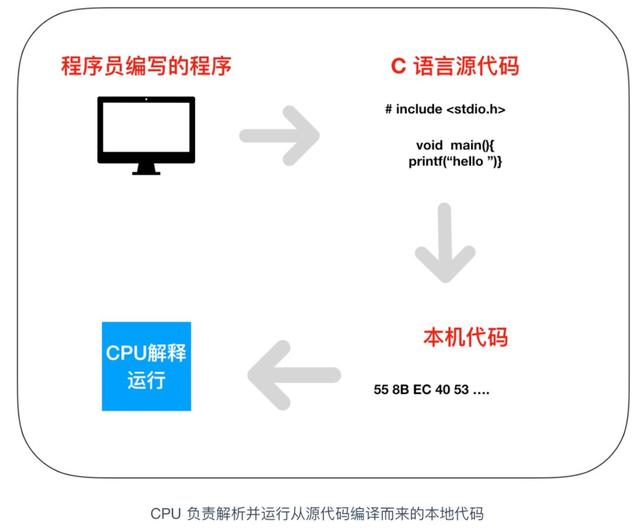 程序员编写的程序
C 语言源代码
# include <stdio.h>
void main(){
printf(“hello ”)}
本机代码
55 8B EC 40 53 ....
CPU解释
运行
CPU 负责解析并运行从源代码编译而来的本地代码